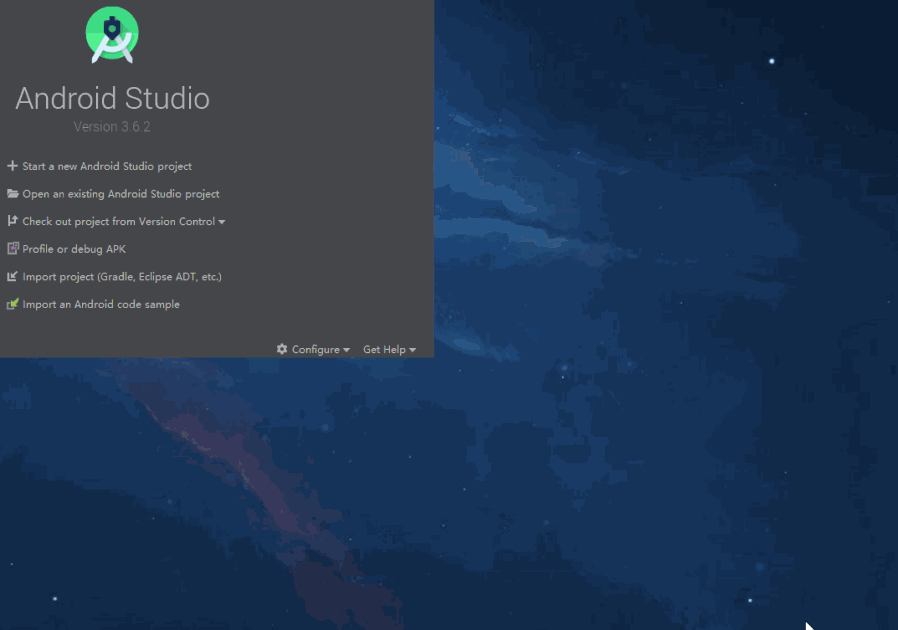 Android Studio
Version 3.6.2
Start a new Android Studio project
Open an existing Android Studio project
Check out project from Version Control
Profile or debug APK
Import project (Gradle, Eclipse ADT, etc.)
Import an Android code sample
Configure Get Help